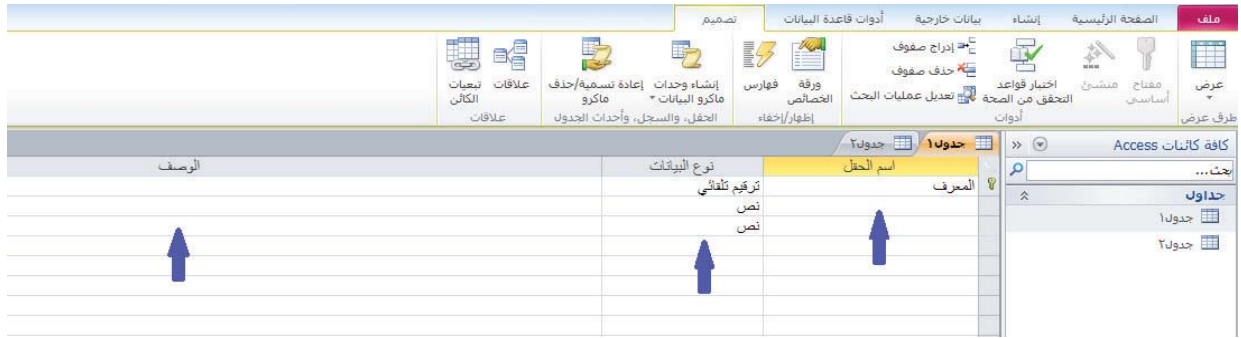 ملف
الصفحة الرئيسية
إنشاء
بيانات خارجية
أدوات قاعدة البيانات
تصميم
عرض
طرق عرض
مفتاح أساسي
منشئ
اختبار قواعد التحقق من الصحة
إدراج صفوف
حذف صفوف
تعديل عمليات البحث
أدوات
ورقة الخصائص
فهارس
إظهار/إخفاء
إنشاء وحدات ماكرو البيانات
إعادة تسمية/حذف ماكرو
الحقل، والسجل، وأحداث الجدول
علاقات
تبعيات الكائن
علاقات
كافة كائنات Access
بحث...
جداول
جدول١
جدول٢
جدول١
جدول٢
اسم الحقل
نوع البيانات
الوصف
المعرف
ترقيم تلقائي
نص
نص